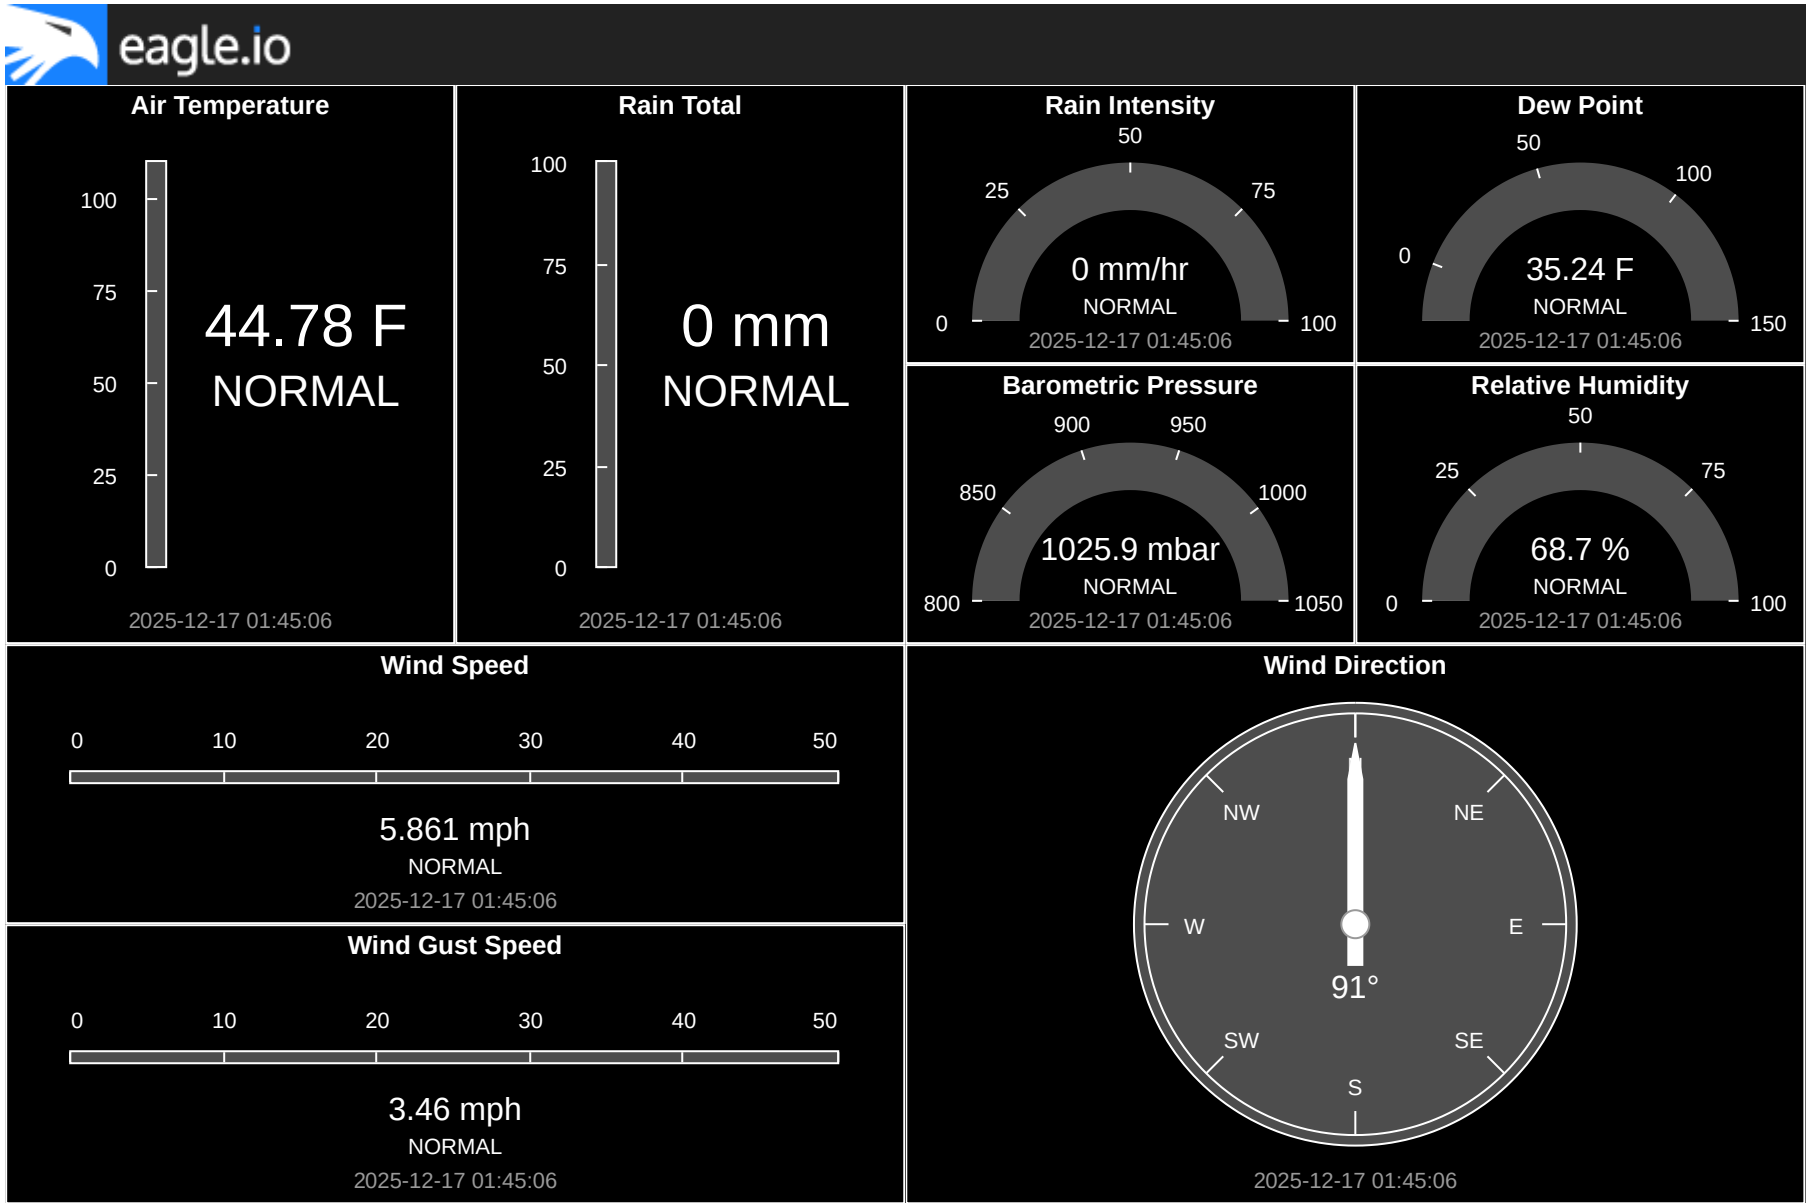 eagle.io
Air Temperature
100
75
50
25
0
44.78 F
NORMAL
2025-12-17 01:45:06
Rain Total
100
75
50
25
0
0 mm
NORMAL
2025-12-17 01:45:06
Rain Intensity
0
25
50
75
100
0 mm/hr
NORMAL
2025-12-17 01:45:06
Dew Point
0
50
100
150
35.24 F
NORMAL
2025-12-17 01:45:06
Barometric Pressure
800
850
900
950
1000
1050
1025.9 mbar
NORMAL
2025-12-17 01:45:06
Relative Humidity
0
25
50
75
100
68.7 %
NORMAL
2025-12-17 01:45:06
Wind Speed
0 10 20 30 40 50
5.861 mph
NORMAL
2025-12-17 01:45:06
Wind Gust Speed
0 10 20 30 40 50
3.46 mph
NORMAL
2025-12-17 01:45:06
Wind Direction
NW
NE
W
E
91°
SW
SE
S
2025-12-17 01:45:06